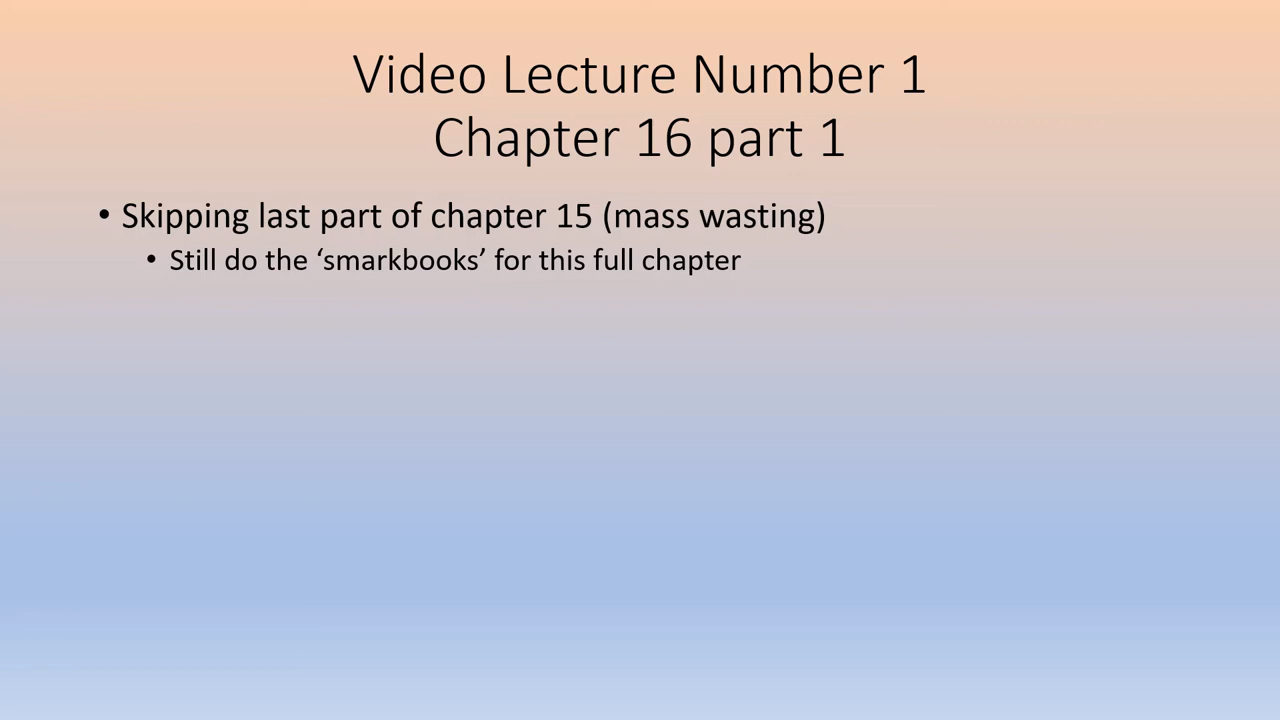 Video Lecture Number 1
Chapter 16 part 1
• Skipping last part of chapter 15 (mass wasting)
• Still do the ‘smarkbooks’ for this full chapter